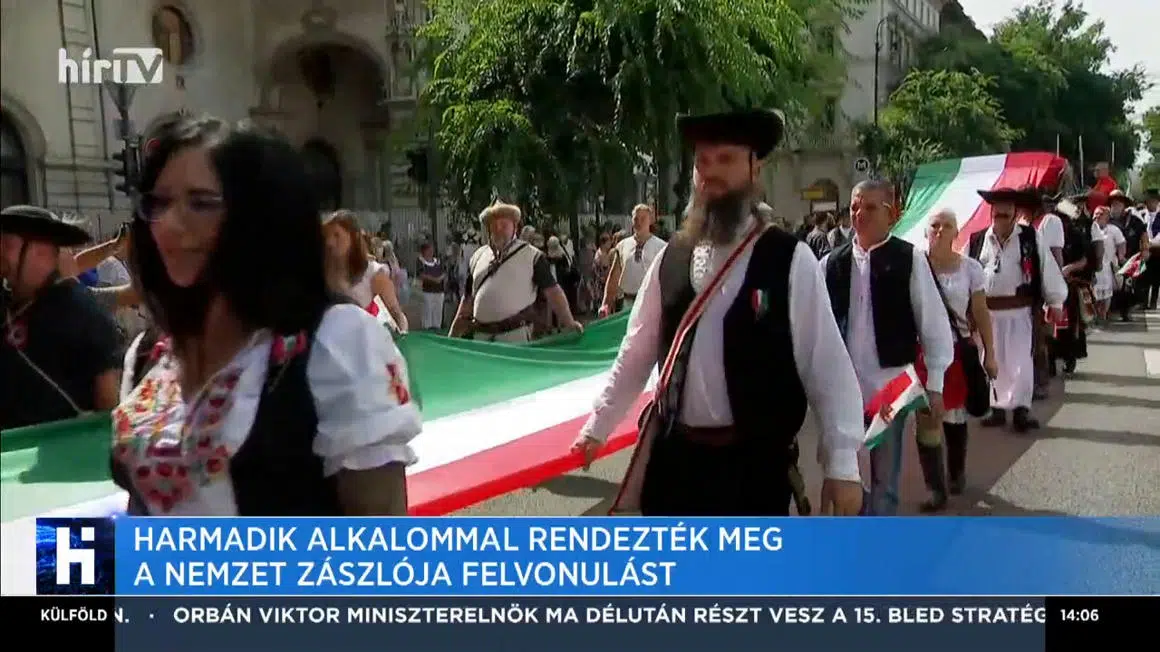 hírTV
M
H
HARMADIK ALKALOMMAL RENDEZTÉK MEG
A NEMZET ZÁSZLÓJA FELVONULÁST
KÜLFÖLD N. · ORBÁN VIKTOR MINISZTERELNÖK MA DÉLUTÁN RÉSZT VESZ A 15. BLED STRATÉG 14:06